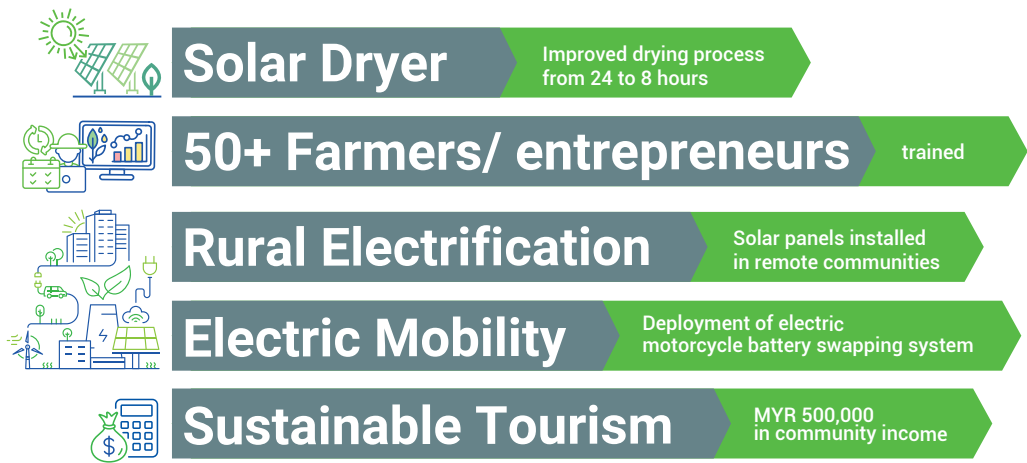 Solar Dryer
Improved drying process
from 24 to 8 hours
50+ Farmers/ entrepreneurs
trained
Rural Electrification
Solar panels installed
in remote communities
Electric Mobility
Deployment of electric
motorcycle battery swapping system
Sustainable Tourism
MYR 500,000
in community income
$